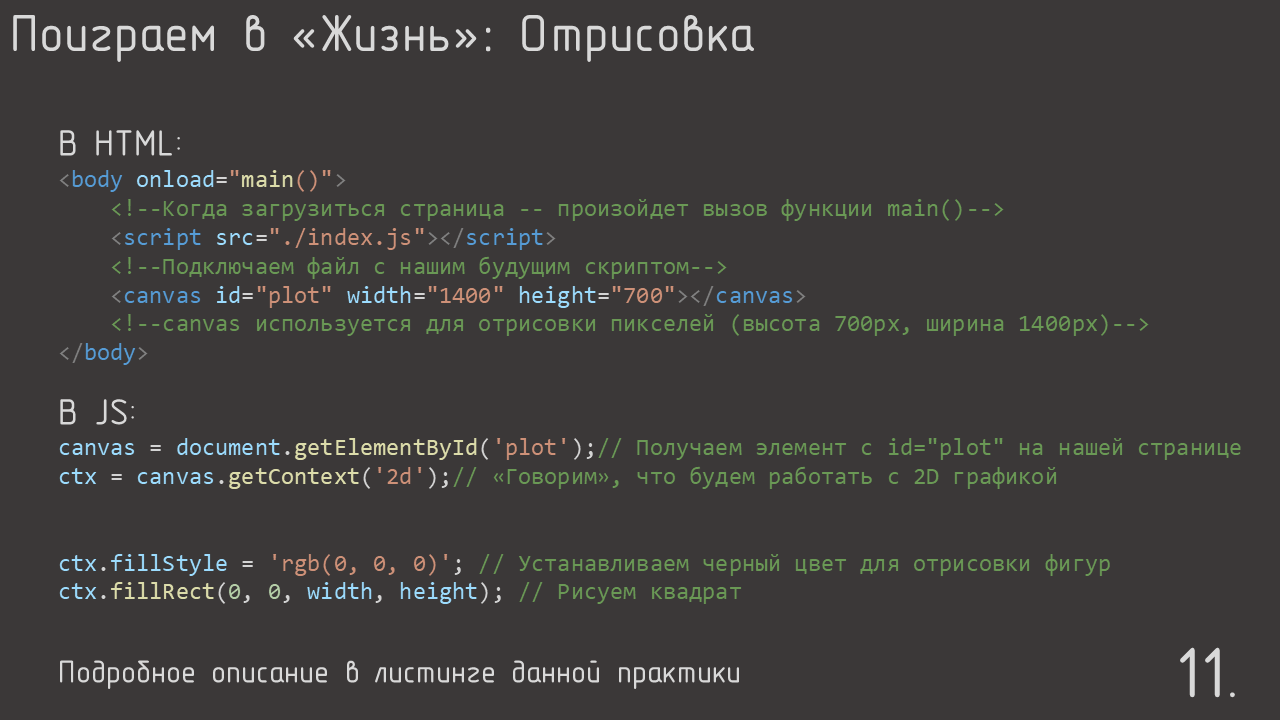 Поиграем в «Жизнь»: Отрисовка
В HTML:
<body onload="main()">
<!--Когда загрузиться страница -- произойдет вызов функции main()-->
<script src="./index.js"></script>
<!--Подключаем файл с нашим будущим скриптом-->
<canvas id="plot" width="1400" height="700"></canvas>
<!--canvas используется для отрисовки пикселей (высота 700px, ширина 1400px)-->
</body>
В JS:
canvas = document.getElementById('plot');// Получаем элемент с id="plot" на нашей странице
ctx = canvas.getContext('2d');// «Говорим», что будем работать с 2D графикой
ctx.fillStyle = 'rgb(0, 0, 0)'; // Устанавливаем черный цвет для отрисовки фигур
ctx.fillRect(0, 0, width, height); // Рисуем квадрат
Подробное описание в листинге данной практики
11.